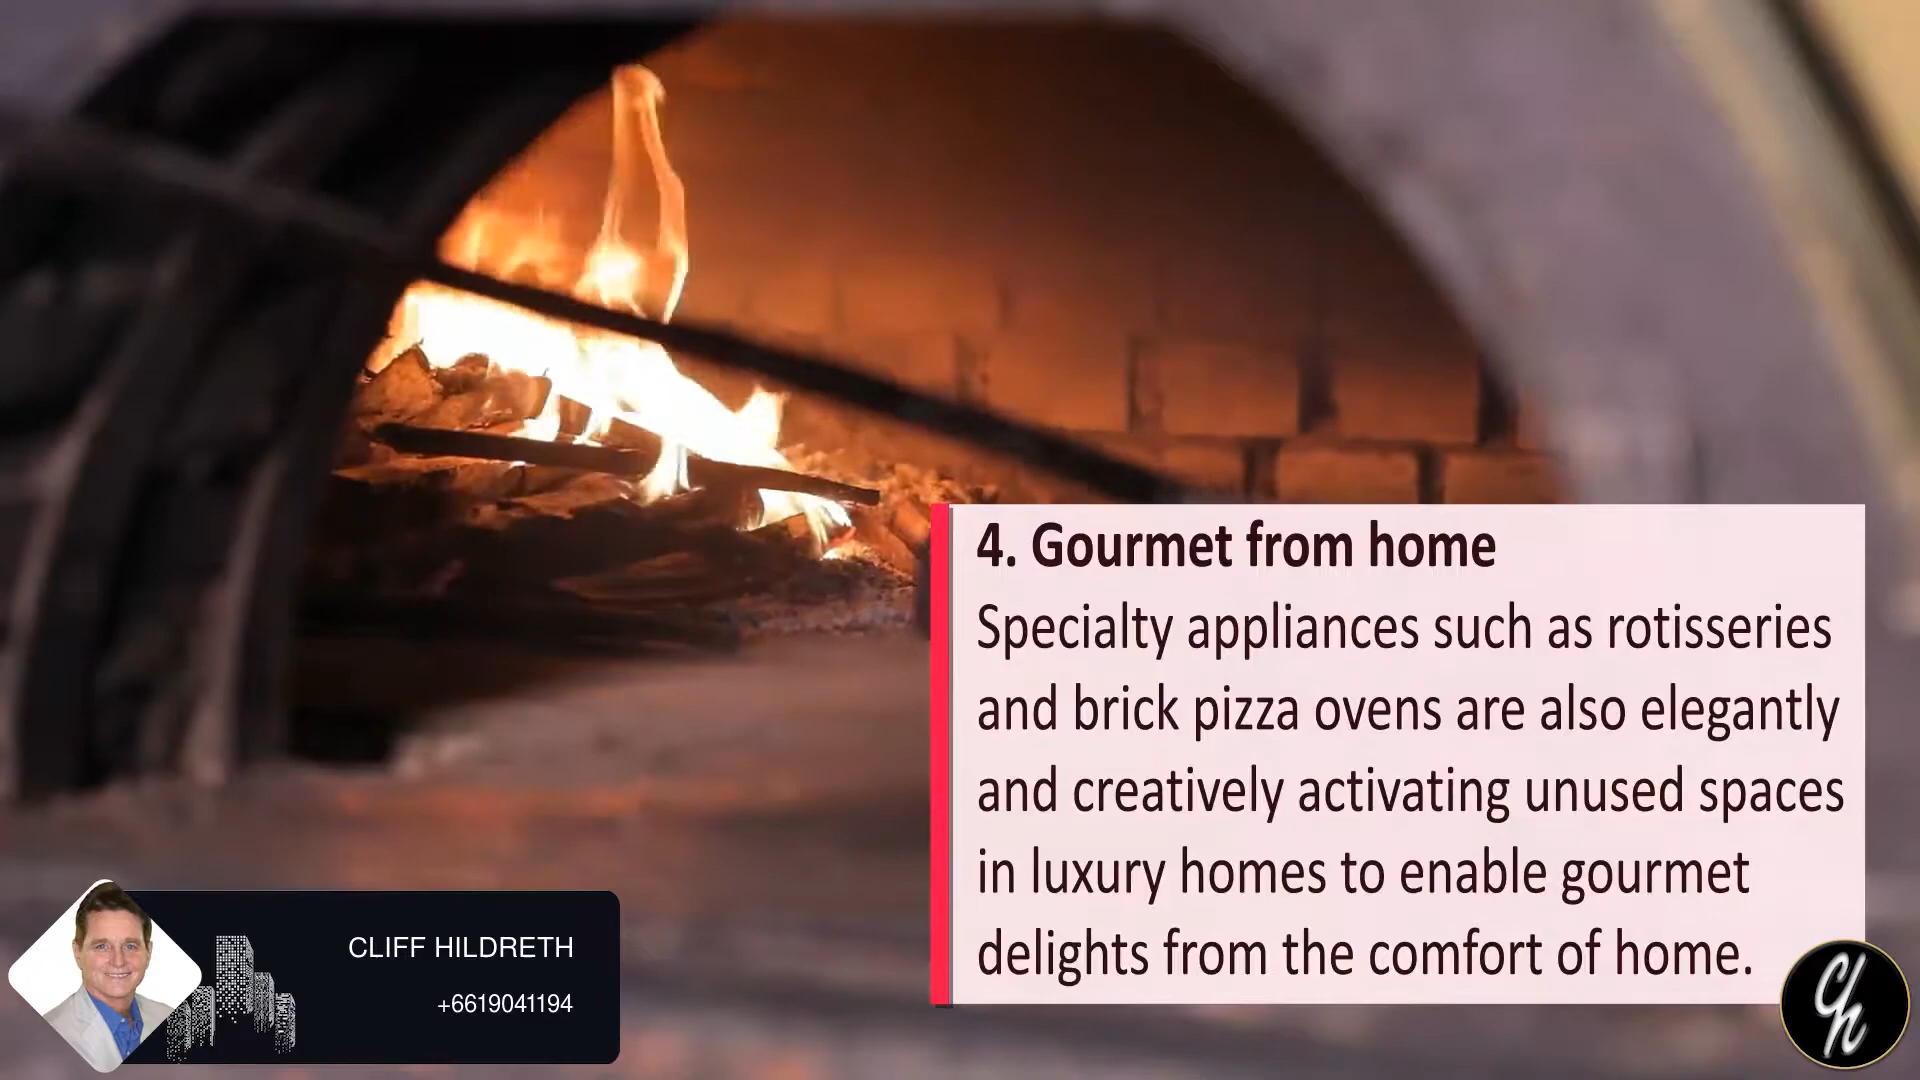 4. Gourmet from home
Specialty appliances such as rotisseries
and brick pizza ovens are also elegantly
and creatively activating unused spaces
in luxury homes to enable gourmet
delights from the comfort of home.
CLIFF HILDRETH
+6619041194
CH